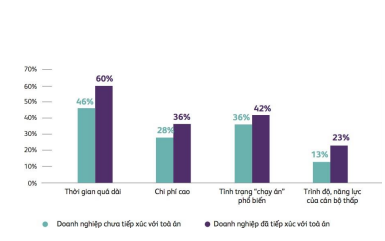 70%
60%
50%
40%
30%
20%
10%
0%
46%
60%
28%
36%
36%
42%
13%
23%
Thời gian quá dài
Chi phí cao
Tình trạng "chạy án"
phổ biến
Trình độ, năng lực
của cán bộ thấp
Doanh nghiệp chưa tiếp xúc với toà án
Doanh nghiệp đã tiếp xúc với toà án